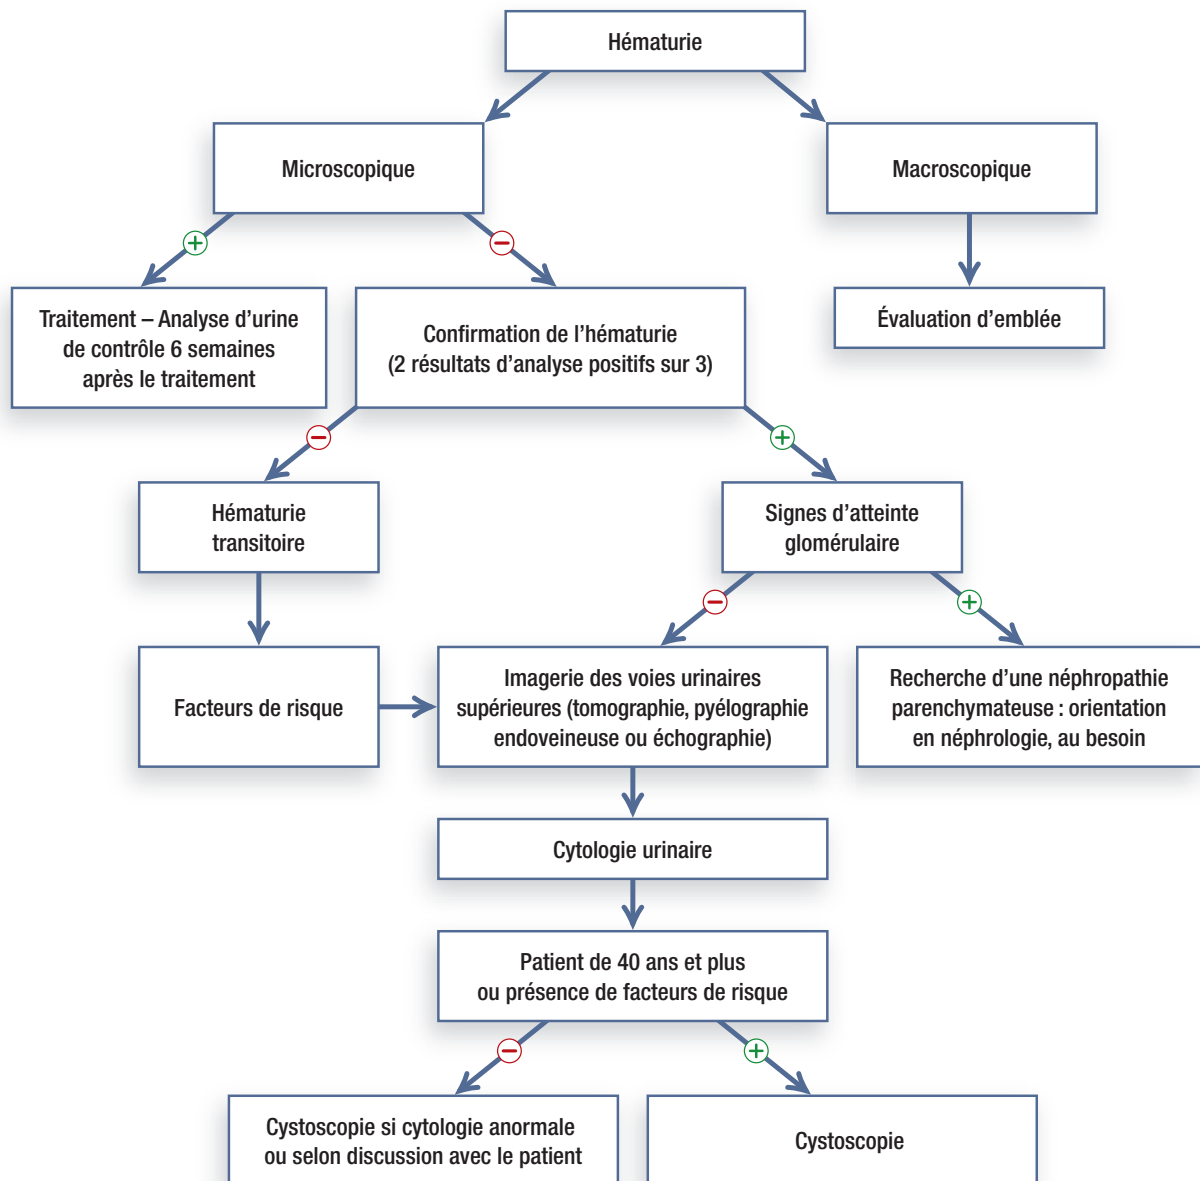 Hématurie
Microscopique
Macroscopique
Traitement – Analyse d’urine
de contrôle 6 semaines
après le traitement
Confirmation de l’hématurie
(2 résultats d’analyse positifs sur 3)
Évaluation d’emblée
Hématurie
transitoire
Signes d’atteinte
glomérulaire
Facteurs de risque
Imagerie des voies urinaires
supérieures (tomographie, pyélographie
endoveineuse ou échographie)
Recherche d’une néphropathie
parenchymateuse : orientation
en néphrologie, au besoin
Cytologie urinaire
Patient de 40 ans et plus
ou présence de facteurs de risque
Cystoscopie si cytologie anormale
ou selon discussion avec le patient
Cystoscopie